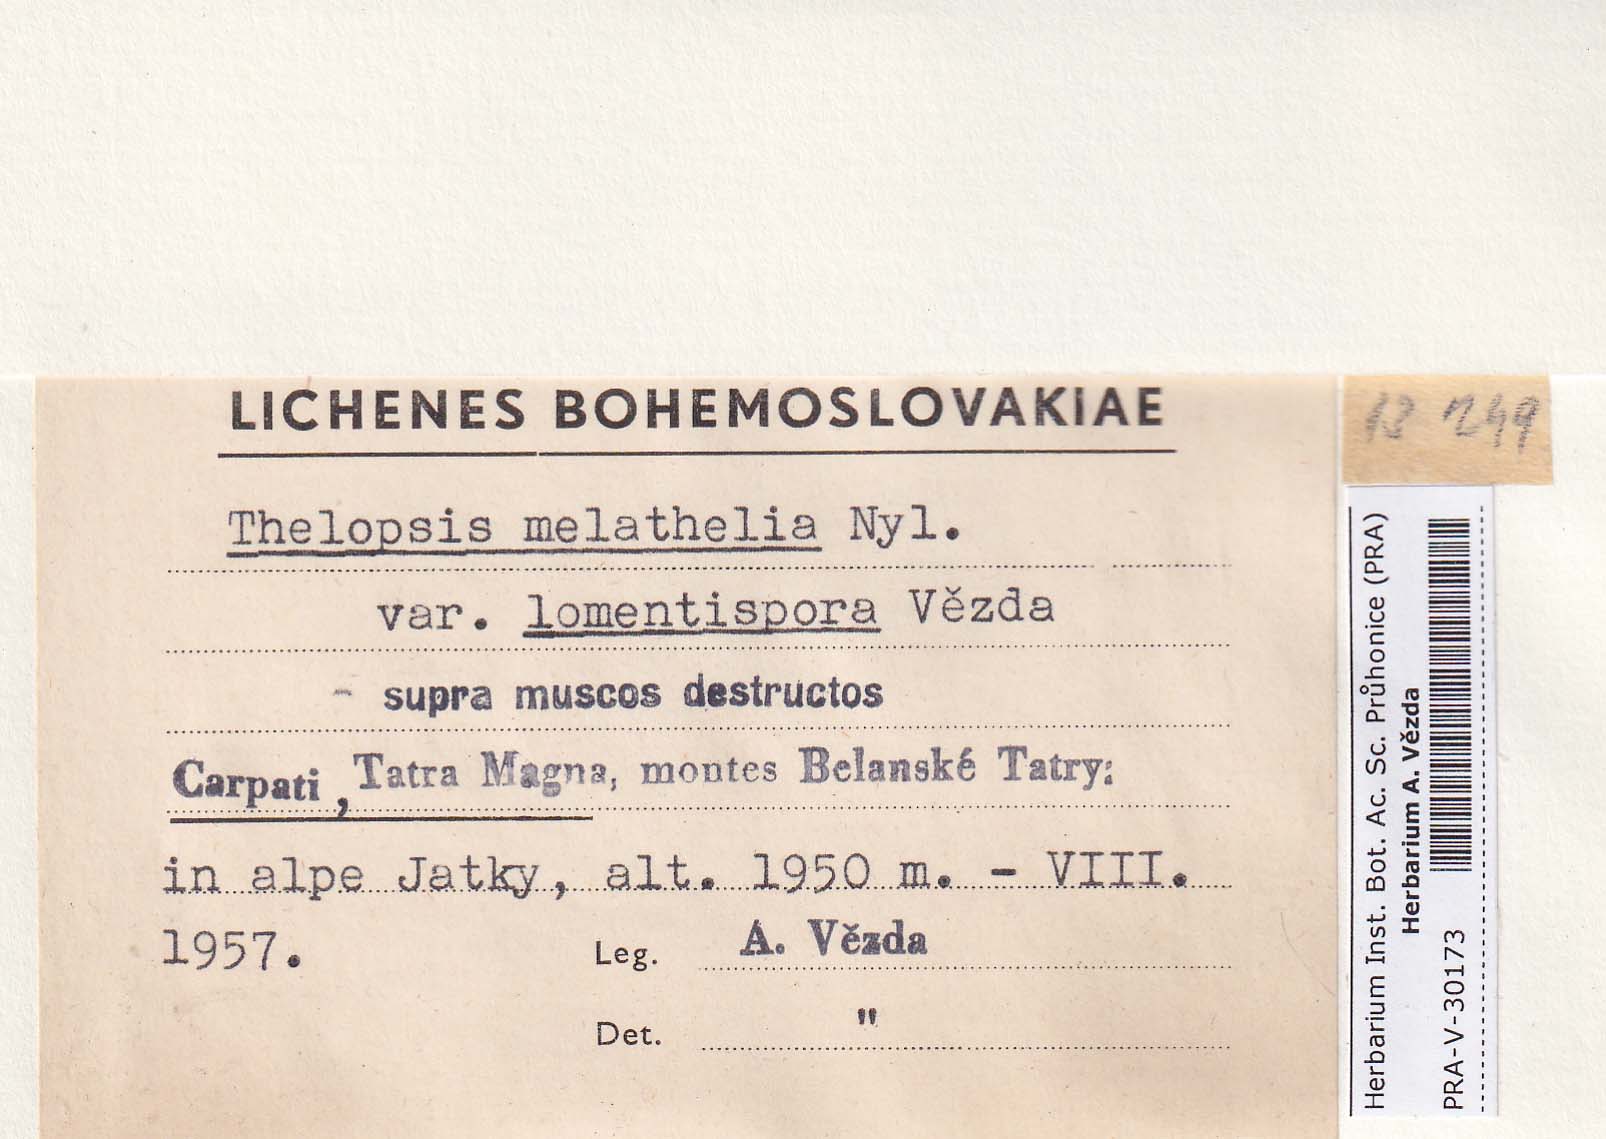 LICHENES BOHEMOSLOVAKIAE
Thelopsis melathelia Nyl.
var. lomentispora Vězda
- supra muscos destructos
Carpati, Tatra Magna, montes Belanské Tatry:
in alpe Jatky, alt. 1950 m. - VIII.
1957.
Leg. A. Vězda
Det. "
12 249
Herbarium Inst. Bot. Ac. Sc. Průhonice (PRA)
Herbarium A. Vězda
PRA-V-30173